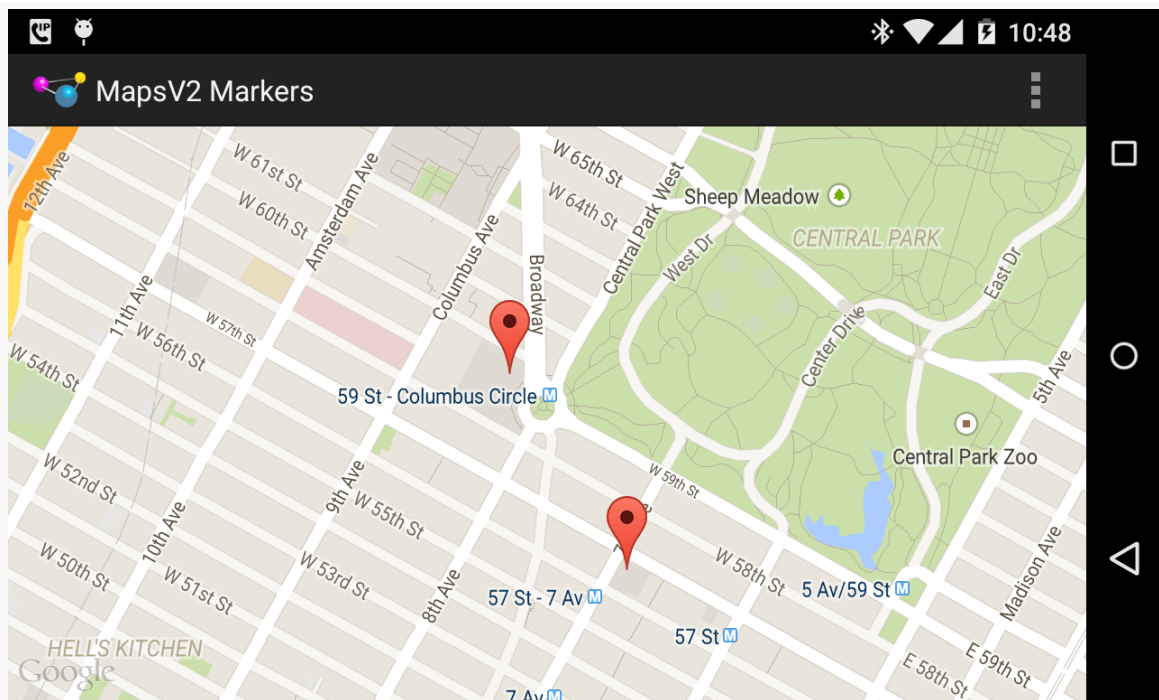 10:48
MapsV2 Markers
12th Ave
W 61st St
W 60th St
Amsterdam Ave
Columbus Ave
Broadway
W 65th St
W 64th St
Central Park West
Sheep Meadow
CENTRAL PARK
West Dr
East Dr
11th Ave
W 57th St
W 56th St
W 54th St
Center Drive
5th Ave
59 St - Columbus Circle M
Central Park Zoo
W 52nd St
9th Ave
W 55th St
W 59th St
10th Ave
W 50th St
W 51st St
W 53rd St
8th Ave
W 58th St
57 St - 7 Av M
5 Av/59 St M
Madison Ave
57 St M
HELL'S KITCHEN
Google
E 59th St
E 58th St
7 Av M